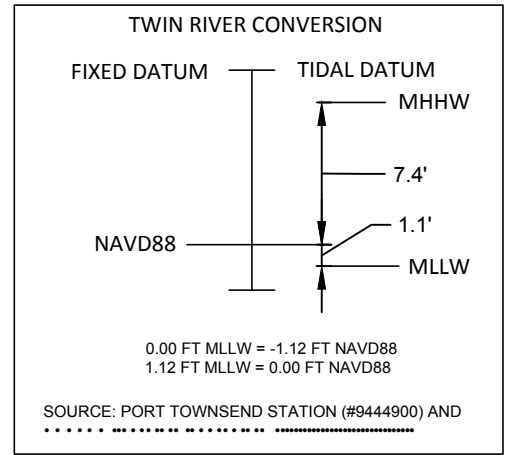 TWIN RIVER CONVERSION
FIXED DATUM TIDAL DATUM
MHHW
7.4'
1.1'
NAVD88
MLLW
0.00 FT MLLW = -1.12 FT NAVD88
1.12 FT MLLW = 0.00 FT NAVD88
SOURCE: PORT TOWNSEND STATION (#9444900) AND